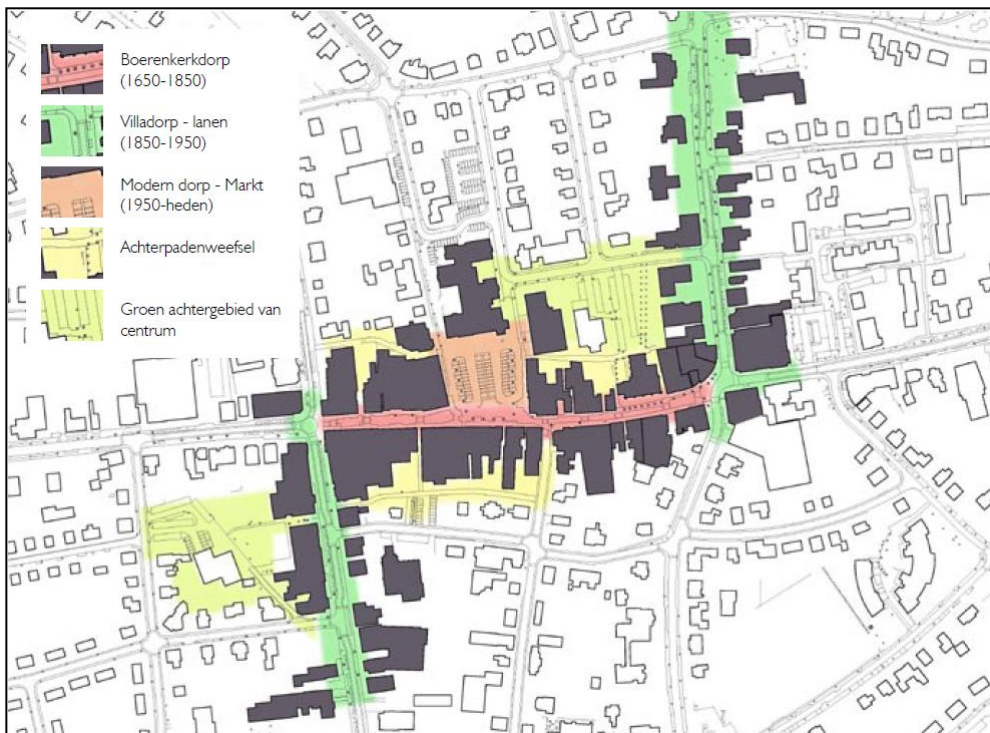 Boerenkerkdorp
(1650-1850)
Villadorp - lanen
(1850-1950)
Modern dorp - Markt
(1950-heden)
Achterpadenweefsel
Groen achtergebied van
centrum